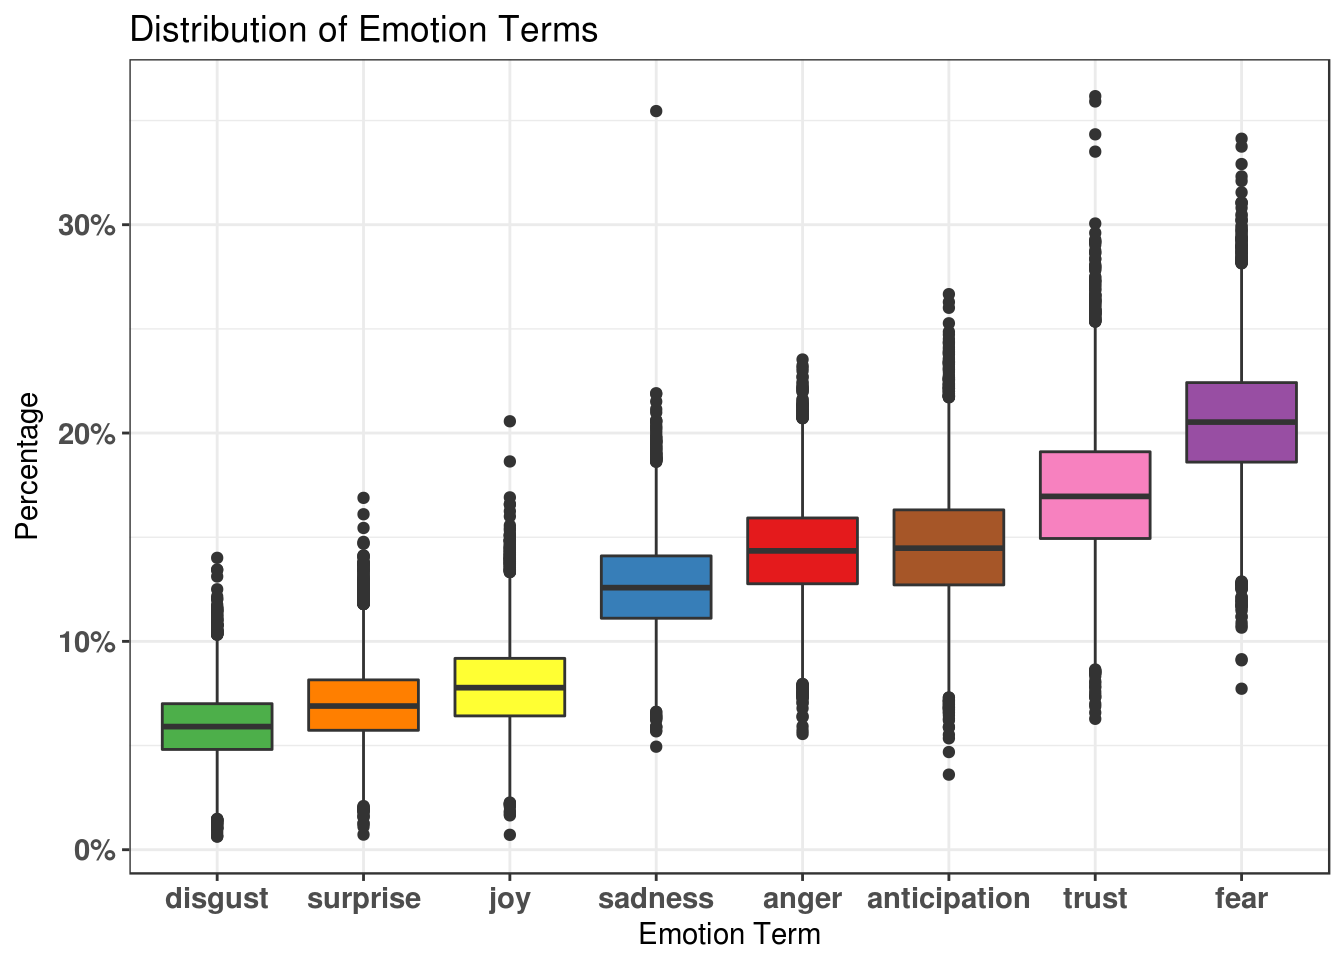 Distribution of Emotion Terms
Percentage
30%
20%
10%
0%
disgust surprise joy sadness anger anticipation trust fear
Emotion Term